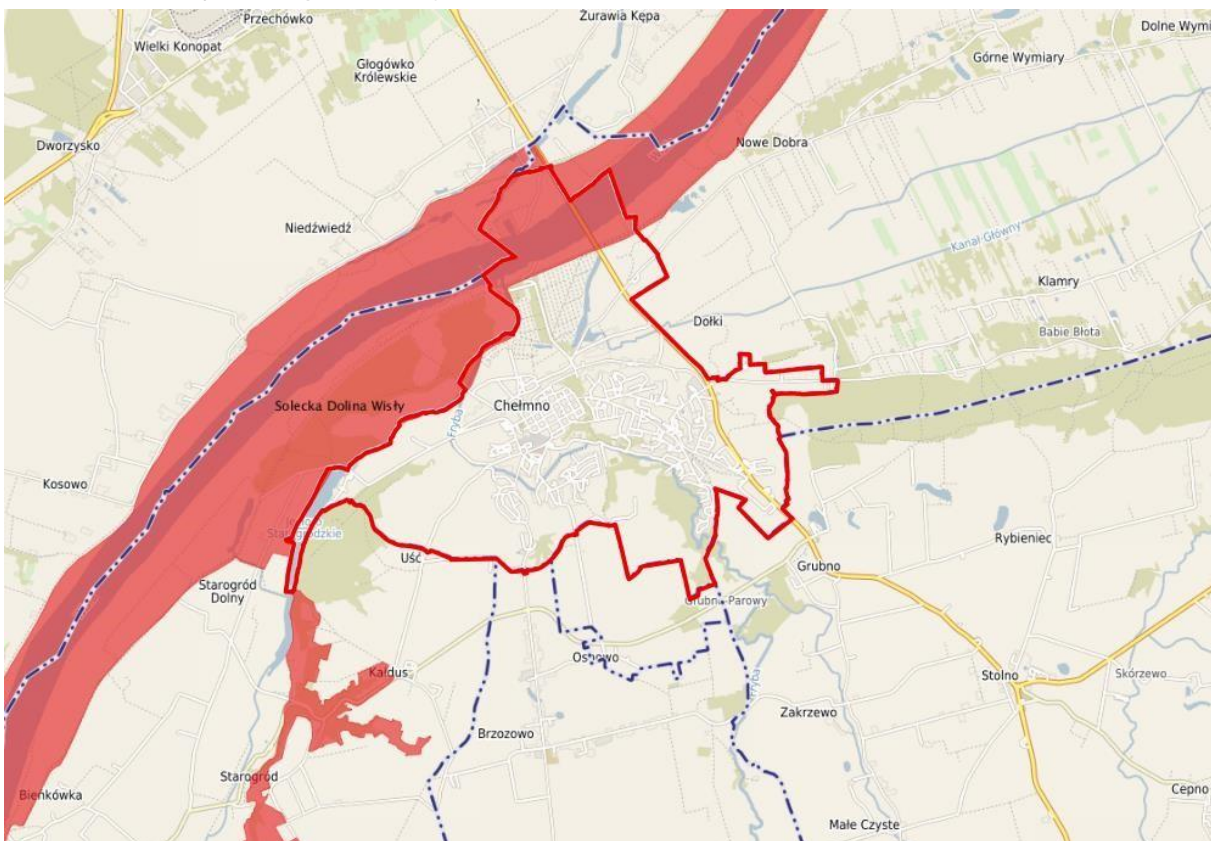 Żurawia Kępa
Przechówko
Dolne Wymi
Wielki Konopat
Głogówko
Królewskie
Górne Wymiary
Dworzysko
Nowe Dobra
Niedźwiedź
Kanał Główny
Klamry
Dołki
Babie Błota
Solecka Dolina Wisły
Chełmno
Fryba
Kosowo
Rybieniec
Uść
Starogród
Dolny
Grubno
Grubno Parowy
Osnowo
Kałdus
Fryba
Stolno
Skórzewo
Zakrzewo
Brzozowo
Starogród
Bieńkówka
Cepno
Małe Czyste